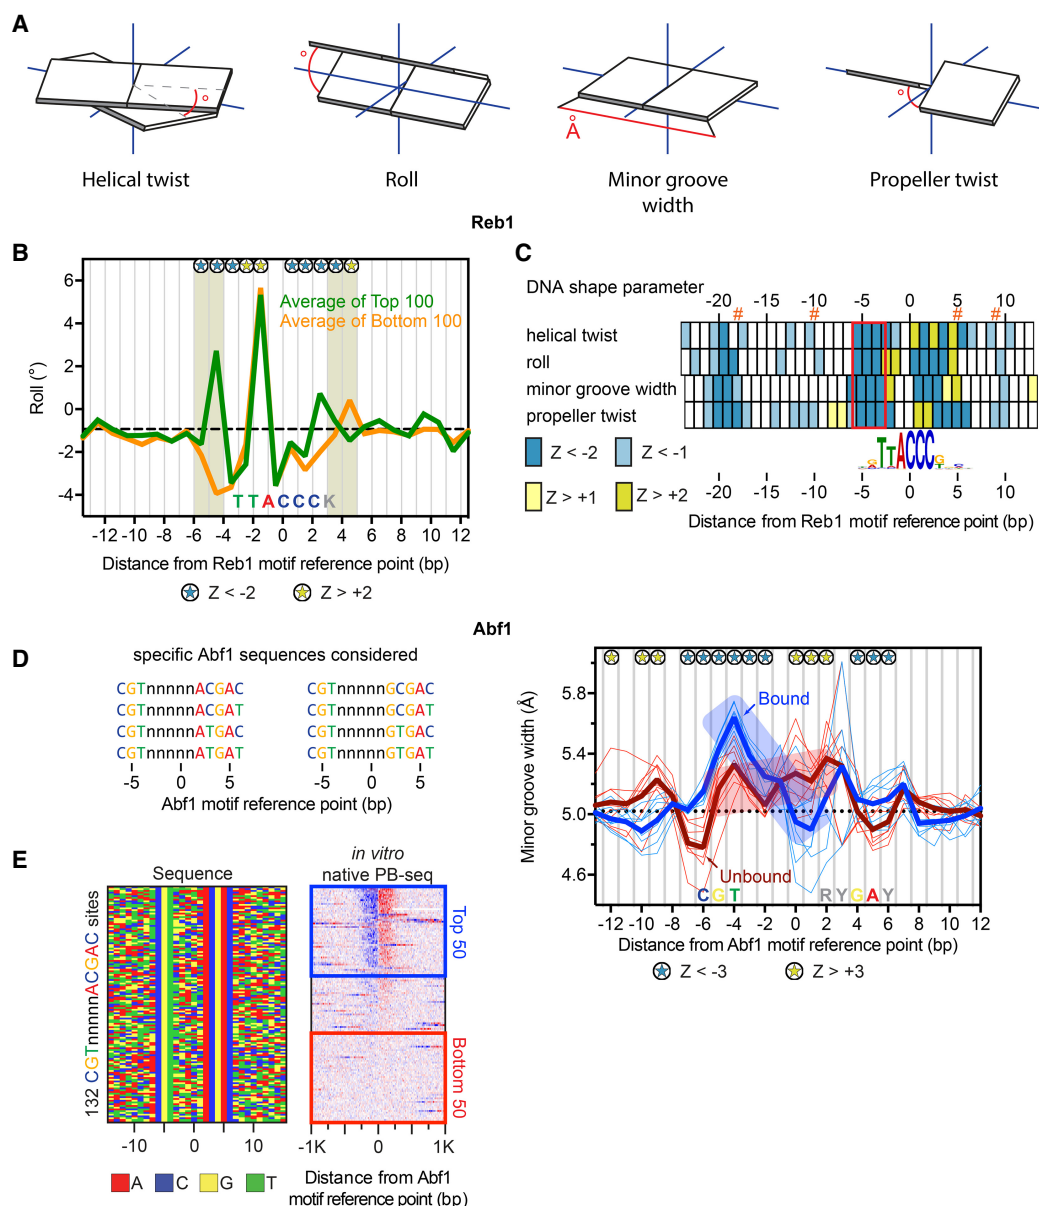 A
Helical twist
Roll
Å
Minor groove
width
Propeller twist
Reb1
B
Average of Top 100
Average of Bottom 100
Roll (°)
6
4
2
0
-2
-4
TTACCCK
-12 -10 -8 -6 -4 -2 0 2 4 6 8 10 12
Distance from Reb1 motif reference point (bp)
Z < -2 Z > +2
C
DNA shape parameter
-20 -15 -10 -5 0 5 10
# # # #
helical twist
roll
minor groove width
propeller twist
Z < -2 Z < -1
Z > +1 Z > +2
TTACCCG
-20 -15 -10 -5 0 5 10
Distance from Reb1 motif reference point (bp)
Abf1
D
specific Abf1 sequences considered
CGTnnnnnACGAC CGTnnnnnGCGAC
CGTnnnnnACGAT CGTnnnnnGCGAT
CGTnnnnnATGAC CGTnnnnnGTGAC
CGTnnnnnATGAT CGTnnnnnGTGAT
-5 0 5 -5 0 5
Abf1 motif reference point (bp)
Minor groove width (Å)
5.8
5.4
5.0
4.6
Bound
Unbound
CGT RYGAY
-12 -10 -8 -6 -4 -2 0 2 4 6 8 10 12
Distance from Abf1 motif reference point (bp)
Z < -3 Z > +3
E
Sequence
in vitro
native PB-seq
132 CGTnnnnnACGAC sites
Top 50
Bottom 50
-10 0 10
-1K 0 1K
A C G T
Distance from Abf1
motif reference point (bp)